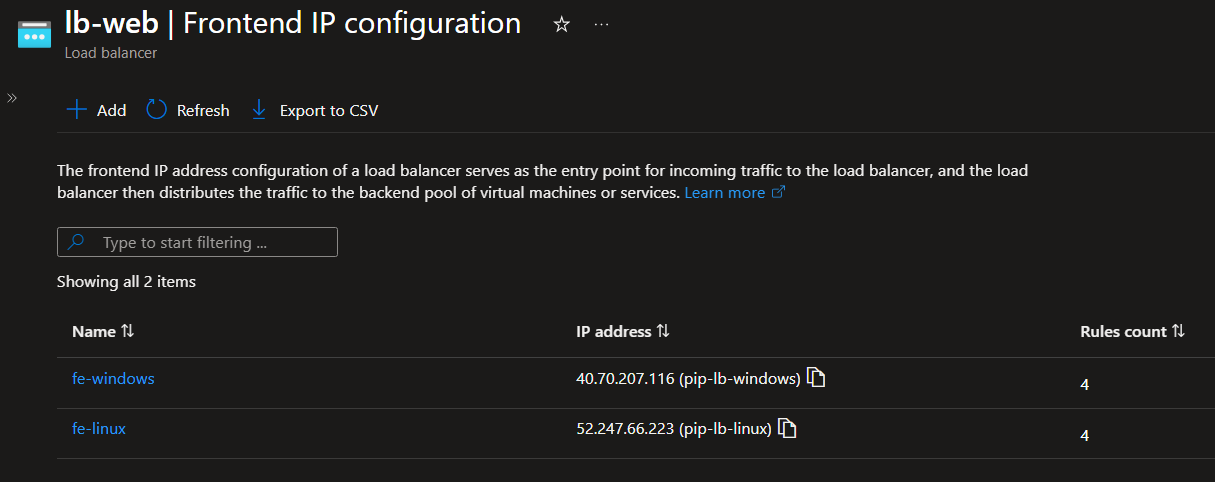 lb-web | Frontend IP configuration
Load balancer
Add Refresh Export to CSV
The frontend IP address configuration of a load balancer serves as the entry point for incoming traffic to the load balancer, and the load
balancer then distributes the traffic to the backend pool of virtual machines or services. Learn more
Type to start filtering ...
Showing all 2 items
Name IP address Rules count
fe-windows 40.70.207.116 (pip-lb-windows) 4
fe-linux 52.247.66.223 (pip-lb-linux) 4